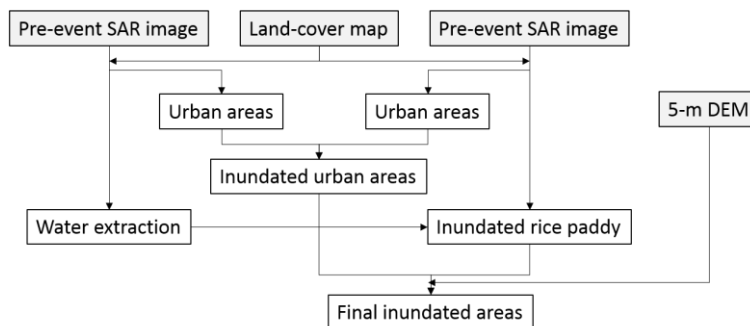 Pre-event SAR image
Land-cover map
Pre-event SAR image
Urban areas
Urban areas
5-m DEM
Inundated urban areas
Water extraction
Inundated rice paddy
Final inundated areas